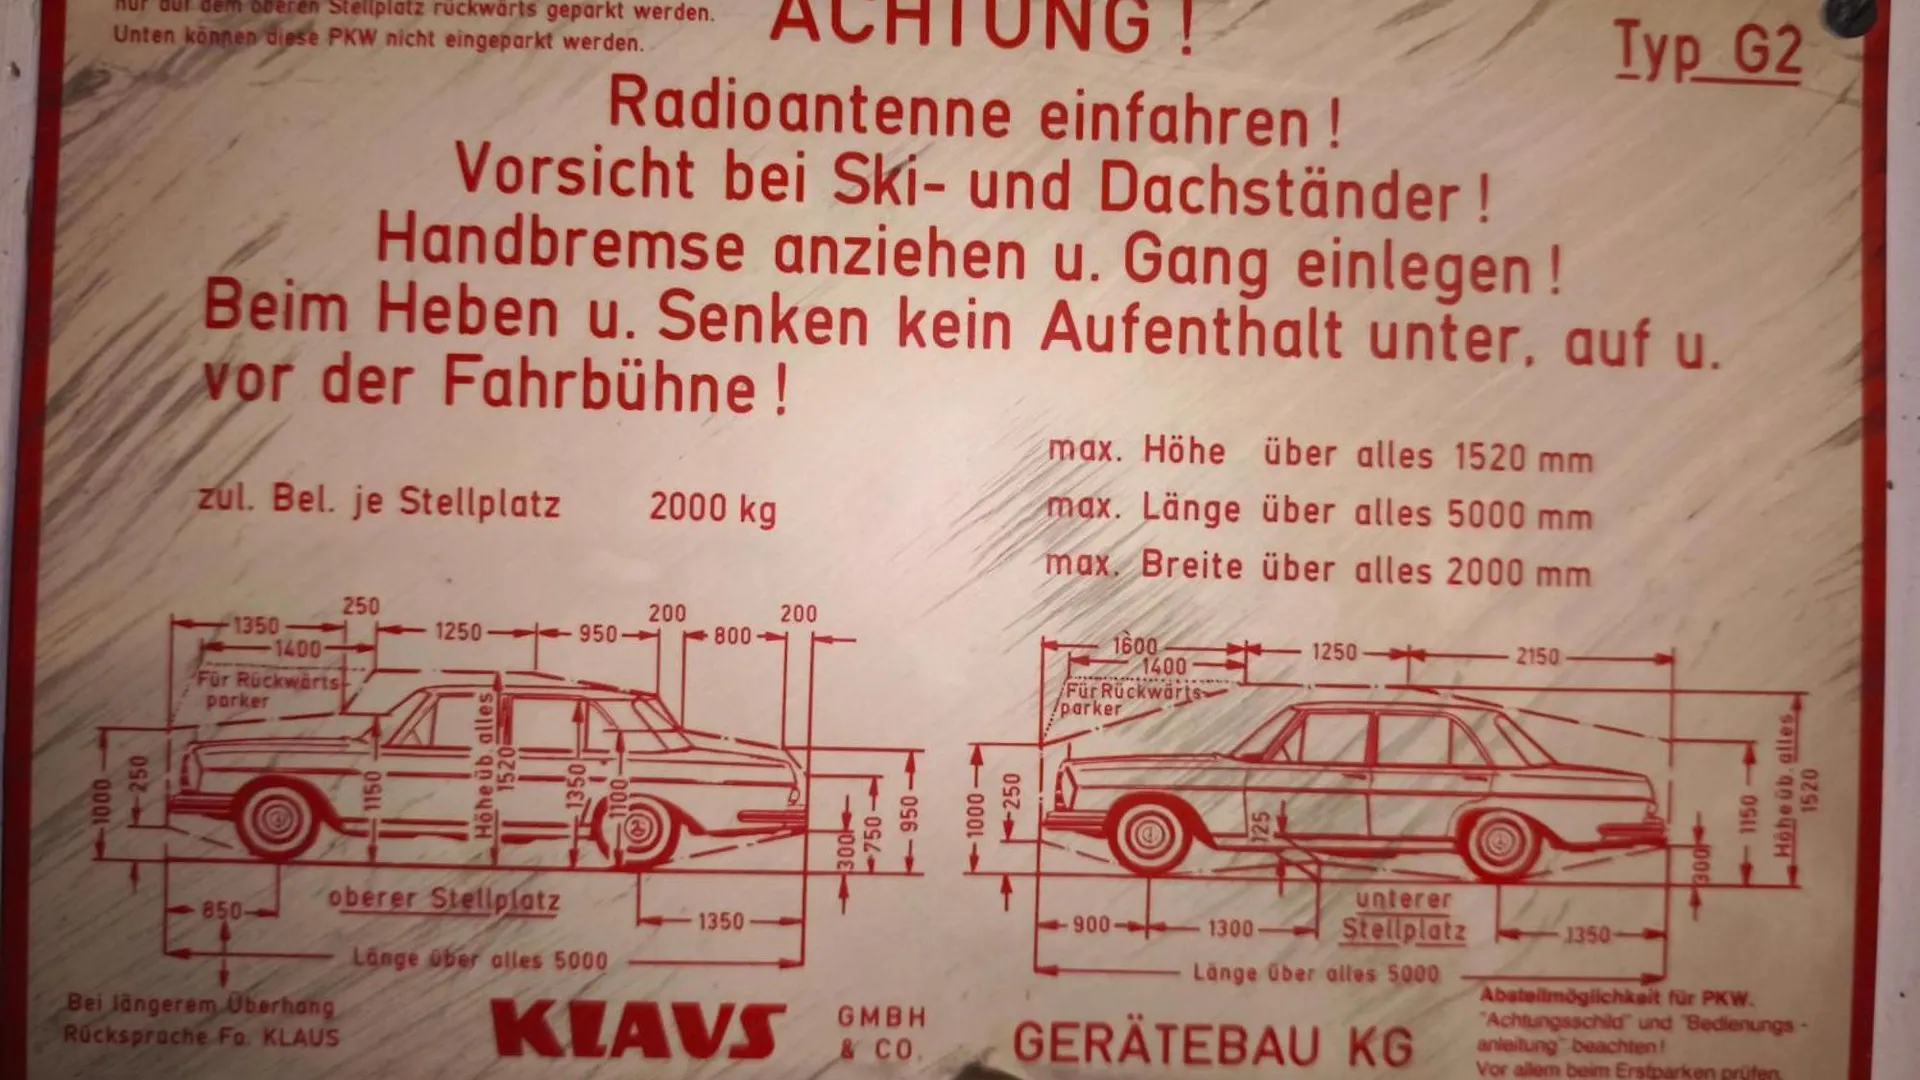 nur auf dem oberen Stellplatz rückwärts geparkt werden.
Unten können diese PKW nicht eingeparkt werden.
ACHTUNG !
Typ G2
Radioantenne einfahren !
Vorsicht bei Ski- und Dachständer !
Handbremse anziehen u. Gang einlegen !
Beim Heben u. Senken kein Aufenthalt unter, auf u.
vor der Fahrbühne !
zul. Bel. je Stellplatz 2000 kg
max. Höhe über alles 1520 mm
max. Länge über alles 5000 mm
max. Breite über alles 2000 mm
250
200
200
1350
1250
950
800
1400
Für Rückwärts
parker
1000
250
1150
Höhe üb. alles
1520
1350
1100
300
750
950
850
oberer Stellplatz
1350
Länge über alles 5000
1600
1250
2150
1400
Für Rückwärts
parker
1000
250
125
300
1150
Höhe üb. alles
1520
900
1300
unterer
Stellplatz
1350
Länge über alles 5000
Bei längerem Überhang
Rücksprache Fa. KLAUS
KLAUS
GMBH
& CO.
GERÄTEBAU KG
Abstellmöglichkeit für PKW.
"Achtungsschild" und "Bedienungs -
anleitung" beachten!
Vor allem beim Erstparken prüfen.